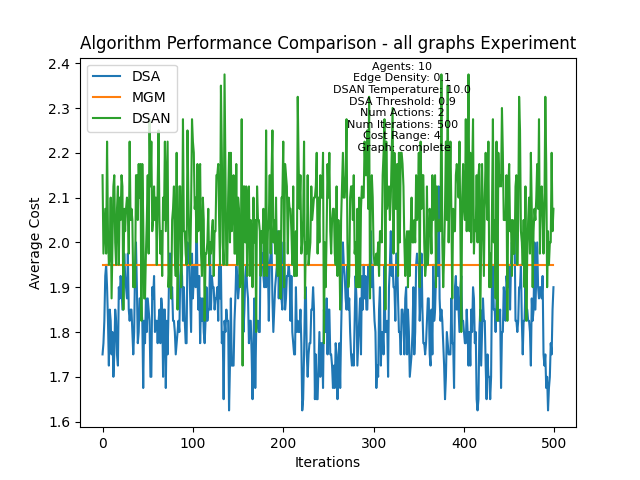 Algorithm Performance Comparison - all graphs Experiment
DSA
MGM
DSAN
Agents: 10
Edge Density: 0.1
DSAN Temperature: 10.0
DSA Threshold: 0.9
Num Actions: 2
Num Iterations: 500
Cost Range: 4
Graph: complete
Average Cost
2.4
2.3
2.2
2.1
2.0
1.9
1.8
1.7
1.6
0 100 200 300 400 500
Iterations